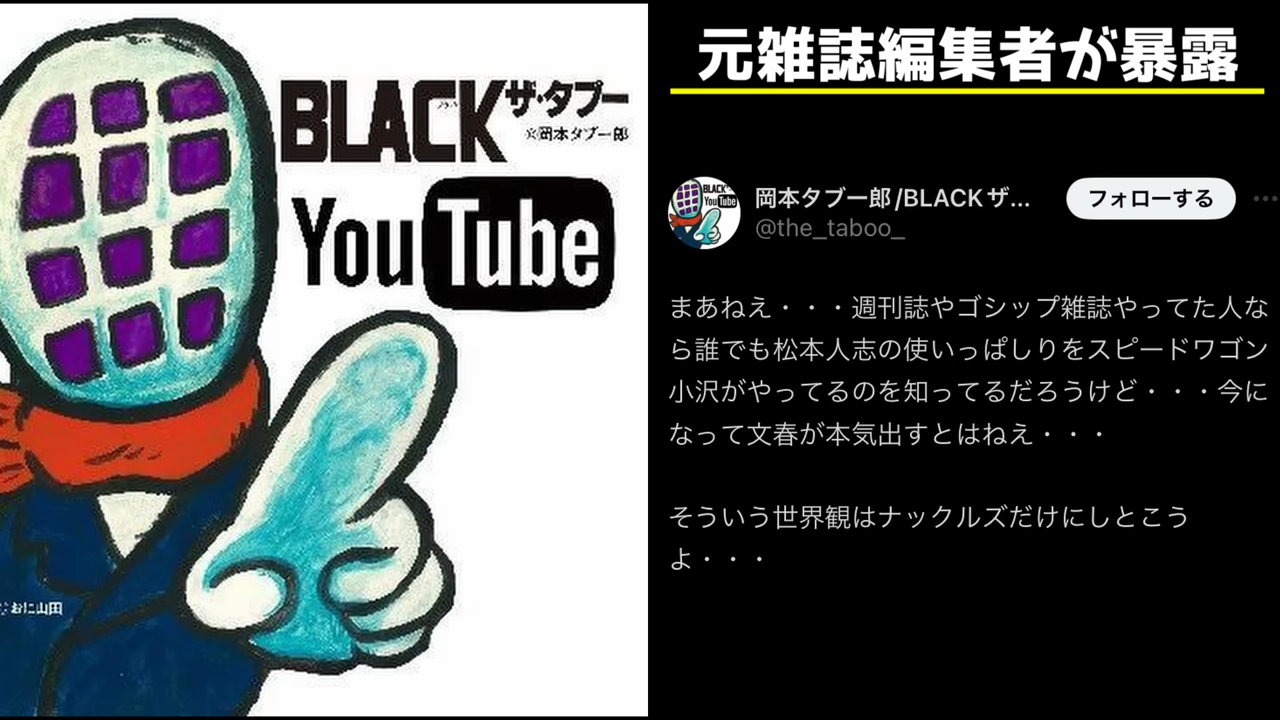 BLACK ザ・タブー
©岡本タブー郎
YouTube
おに山田
元雑誌編集者が暴露
BLACK
YouTube
岡本タブー郎/BLACKザ...
フォローする
@the_taboo_
まあねえ・・・週刊誌やゴシップ雑誌やってた人な
ら誰でも松本人志の使いっぱしりをスピードワゴン
小沢がやってるのを知ってるだろうけど・・・今に
なって文春が本気出すとはねえ・・・
そういう世界観はナックルズだけにしとこう
よ・・・